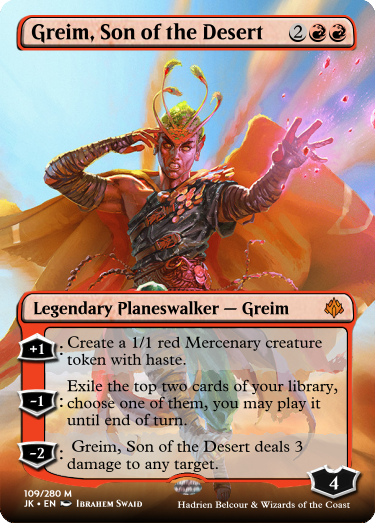 Greim, Son of the Desert 2
Legendary Planeswalker — Greim
+1: Create a 1/1 red Mercenary creature
token with haste.
Exile the top two cards of your library,
-1: choose one of them, you may play it
until end of turn.
-2: Greim, Son of the Desert deals 3
damage to any target.
4
109/280 M
JK • EN Ibrahem Swaid
Hadrien Belcour & Wizards of the Coast